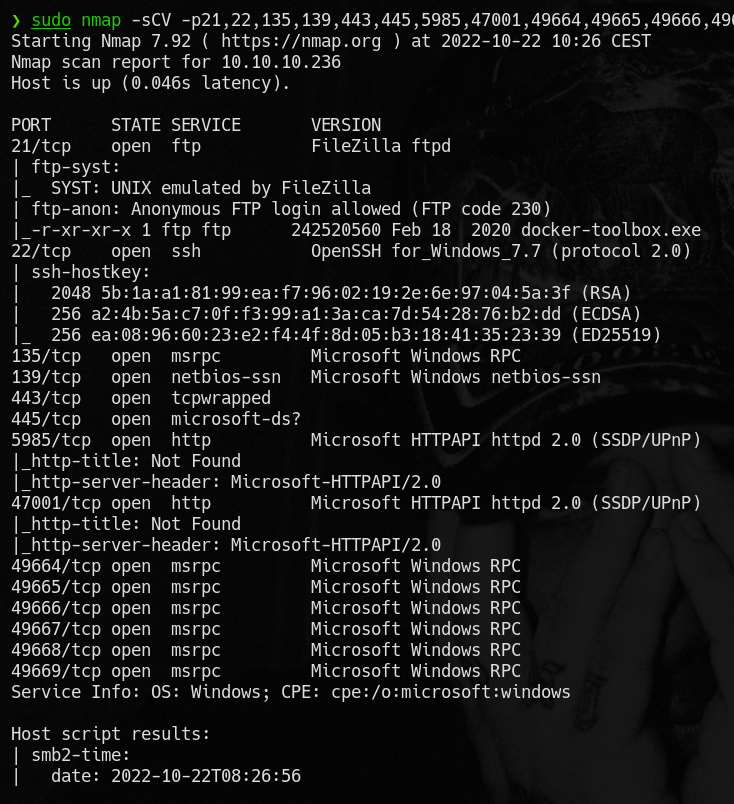 ❯ sudo nmap -sCV -p21,22,135,139,443,445,5985,47001,49664,49665,49666,496
Starting Nmap 7.92 ( https://nmap.org ) at 2022-10-22 10:26 CEST
Nmap scan report for 10.10.10.236
Host is up (0.046s latency).
PORT      STATE SERVICE       VERSION
21/tcp    open  ftp           FileZilla ftpd
| ftp-syst:
|_  SYST: UNIX emulated by FileZilla
| ftp-anon: Anonymous FTP login allowed (FTP code 230)
|_-r-xr-xr-x 1 ftp ftp      242520560 Feb 18  2020 docker-toolbox.exe
22/tcp    open  ssh           OpenSSH for_Windows_7.7 (protocol 2.0)
| ssh-hostkey:
|   2048 5b:1a:a1:81:99:ea:f7:96:02:19:2e:6e:97:04:5a:3f (RSA)
|   256 a2:4b:5a:c7:0f:f3:99:a1:3a:ca:7d:54:28:76:b2:dd (ECDSA)
|_  256 ea:08:96:60:23:e2:f4:4f:8d:05:b3:18:41:35:23:39 (ED25519)
135/tcp   open  msrpc         Microsoft Windows RPC
139/tcp   open  netbios-ssn   Microsoft Windows netbios-ssn
443/tcp   open  tcpwrapped
445/tcp   open  microsoft-ds?
5985/tcp  open  http          Microsoft HTTPAPI httpd 2.0 (SSDP/UPnP)
|_http-title: Not Found
|_http-server-header: Microsoft-HTTPAPI/2.0
47001/tcp open  http          Microsoft HTTPAPI httpd 2.0 (SSDP/UPnP)
|_http-title: Not Found
|_http-server-header: Microsoft-HTTPAPI/2.0
49664/tcp open  msrpc         Microsoft Windows RPC
49665/tcp open  msrpc         Microsoft Windows RPC
49666/tcp open  msrpc         Microsoft Windows RPC
49667/tcp open  msrpc         Microsoft Windows RPC
49668/tcp open  msrpc         Microsoft Windows RPC
49669/tcp open  msrpc         Microsoft Windows RPC
Service Info: OS: Windows; CPE: cpe:/o:microsoft:windows
Host script results:
| smb2-time:
|   date: 2022-10-22T08:26:56